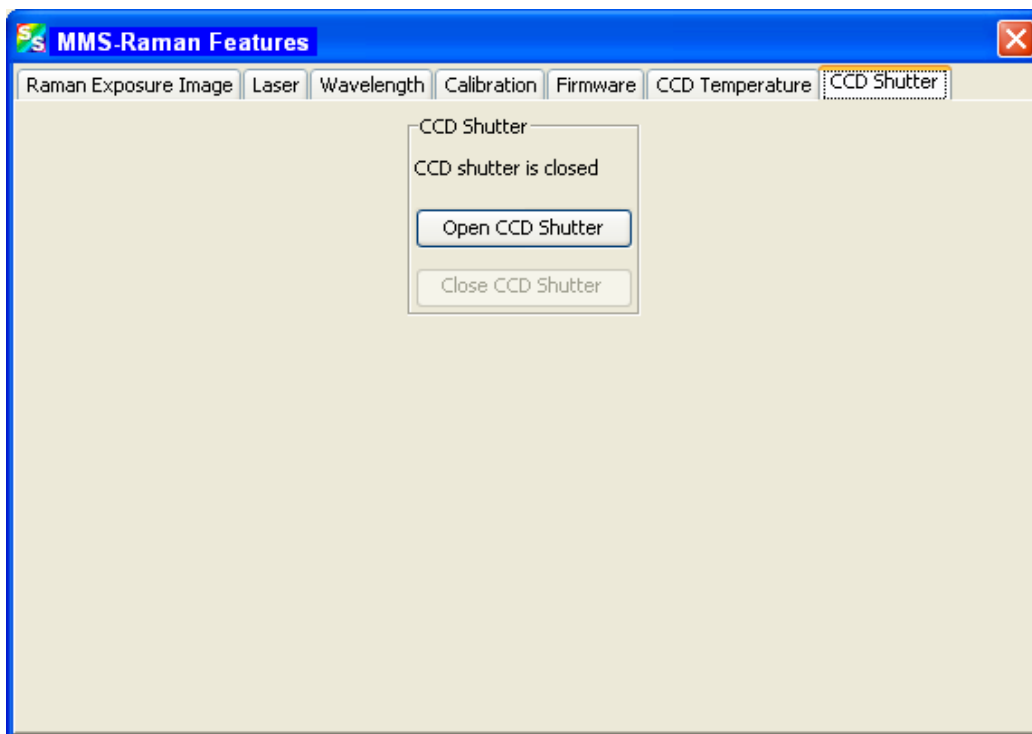 SS MMS-Raman Features
Raman Exposure Image Laser Wavelength Calibration Firmware CCD Temperature CCD Shutter
CCD Shutter
CCD shutter is closed
Open CCD Shutter
Close CCD Shutter